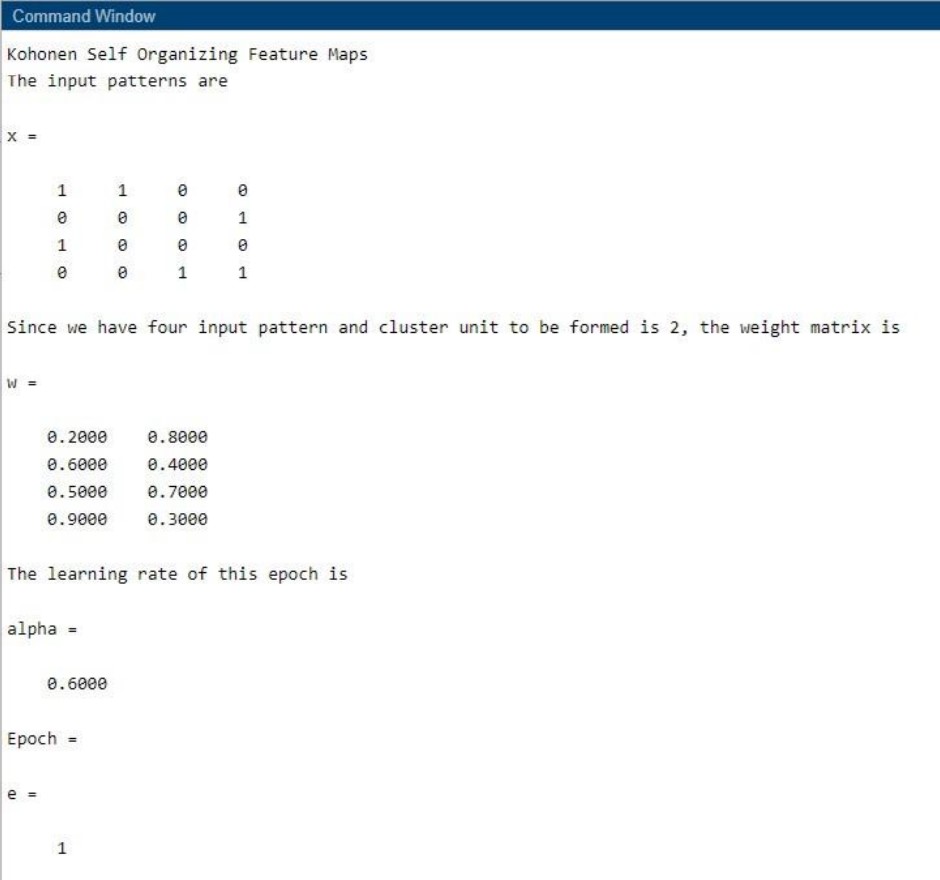 Command Window
Kohonen Self Organizing Feature Maps
The input patterns are
x =
1 1 0 0
0 0 0 1
1 0 0 0
0 0 1 1
Since we have four input pattern and cluster unit to be formed is 2, the weight matrix is
w =
0.2000 0.8000
0.6000 0.4000
0.5000 0.7000
0.9000 0.3000
The learning rate of this epoch is
alpha =
0.6000
Epoch =
e =
1